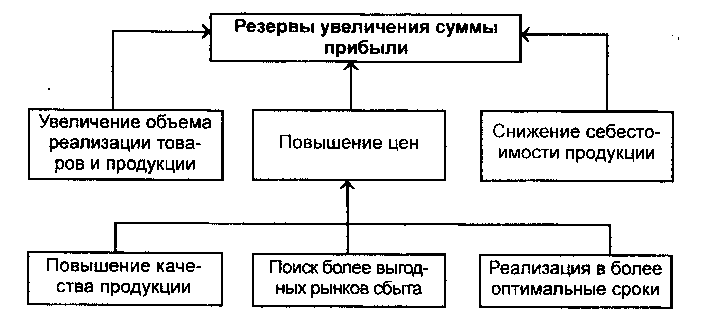 Резервы увеличения суммы
прибыли
Увеличение объема
реализации това-
ров и продукции
Повышение цен
Снижение себесто-
имости продукции
Повышение каче-
ства продукции
Поиск более выгод-
ных рынков сбыта
Реализация в более
оптимальные сроки